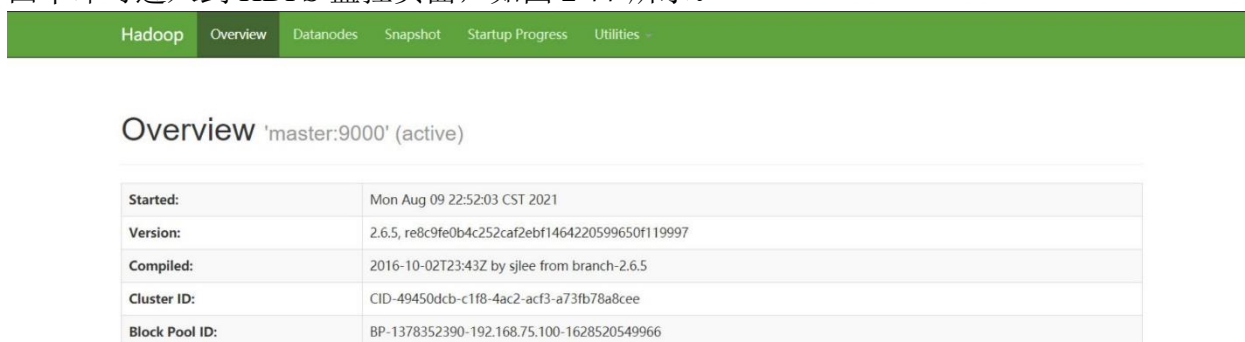 Hadoop Overview Datanodes Snapshot Startup Progress Utilities
Overview 'master:9000' (active)
Started: Mon Aug 09 22:52:03 CST 2021
Version: 2.6.5, re8c9fe0b4c252caf2ebf1464220599650f119997
Compiled: 2016-10-02T23:43Z by sjlee from branch-2.6.5
Cluster ID: CID-49450dcb-c1f8-4ac2-acf3-a73fb78a8cee
Block Pool ID: BP-1378352390-192.168.75.100-1628520549966